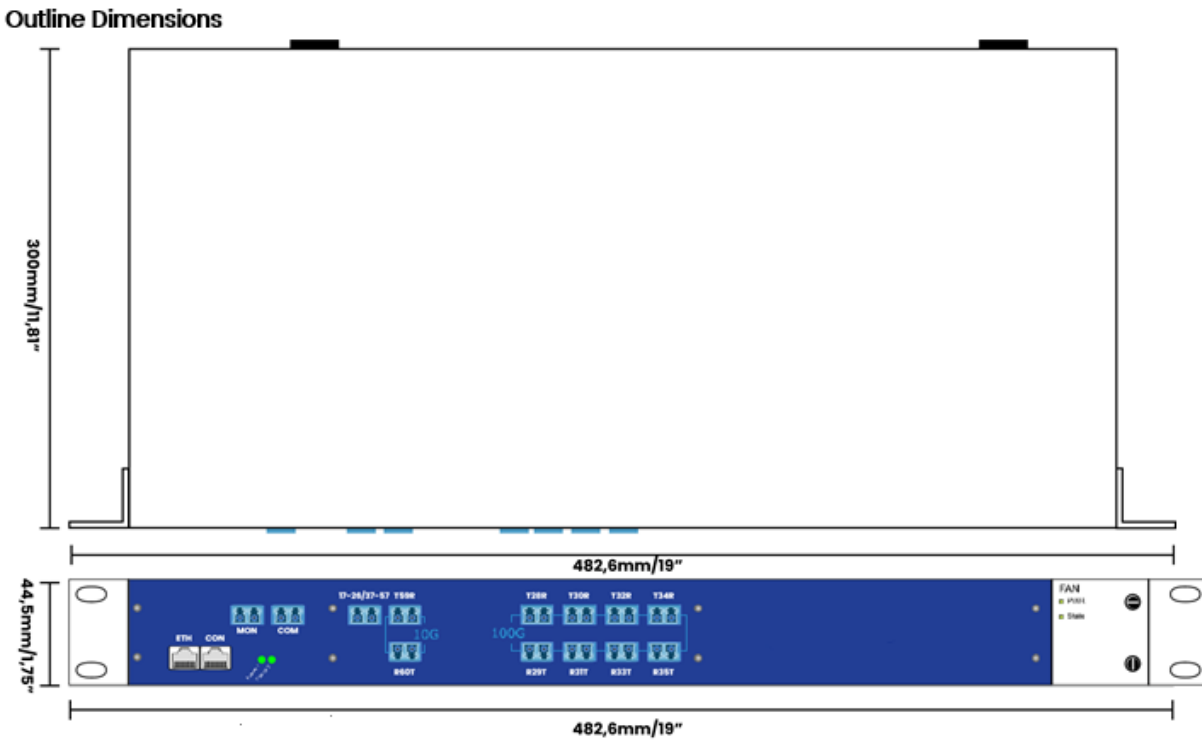 Outline Dimensions
300mm/11,81”
482,6mm/19”
44,5mm/1,75”
17-26/37-57 T59R
T28R T30R T32R T34R
FAN
MON COM
10G
100G
State
ETH CON
R60T
R29T R31T R33T R35T
482,6mm/19”